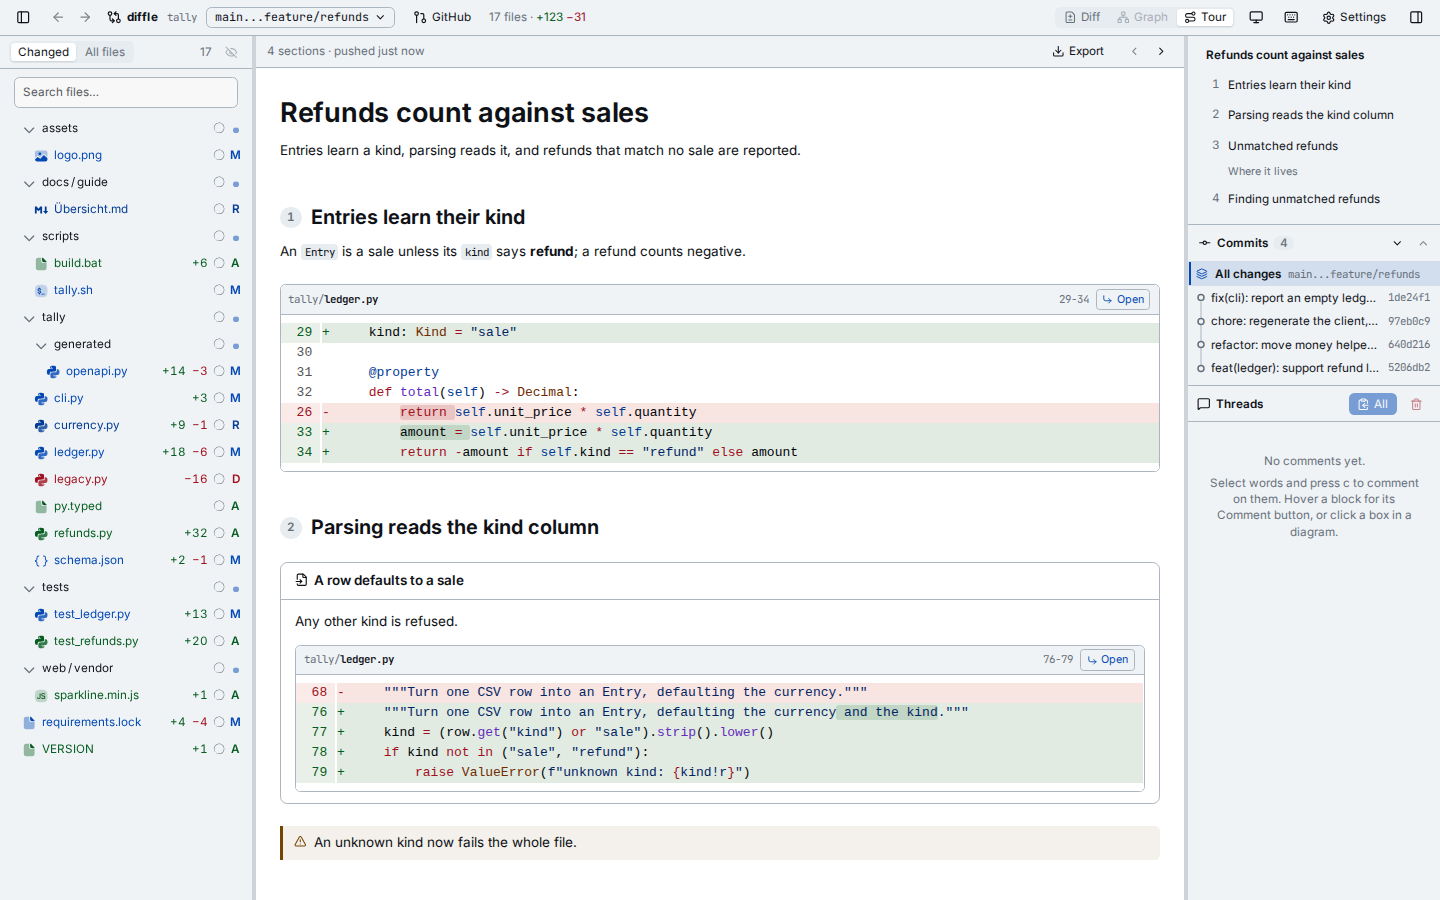 diffle tally main...feature/refunds GitHub 17 files · +123 −31 Diff Graph Tour Settings
Changed All files 17
Search files...
assets
logo.png M
docs / guide
Übersicht.md R
scripts
build.bat +6 A
tally.sh M
tally
generated
openapi.py +14 −3 M
cli.py +3 M
currency.py +9 −1 R
ledger.py +18 −6 M
legacy.py −16 D
py.typed A
refunds.py +32 A
schema.json +2 −1 M
tests
test_ledger.py +13 M
test_refunds.py +20 A
web / vendor
sparkline.min.js +1 A
requirements.lock +4 −4 M
VERSION +1 A
4 sections · pushed just now Export
Refunds count against sales
Entries learn a kind, parsing reads it, and refunds that match no sale are reported.
1 Entries learn their kind
An Entry is a sale unless its kind says refund; a refund counts negative.
tally/ledger.py 29-34 Open
29 + kind: Kind = "sale"
30
31 @property
32 def total(self) -> Decimal:
26 - return self.unit_price * self.quantity
33 + amount = self.unit_price * self.quantity
34 + return -amount if self.kind == "refund" else amount
2 Parsing reads the kind column
A row defaults to a sale
Any other kind is refused.
tally/ledger.py 76-79 Open
68 - """Turn one CSV row into an Entry, defaulting the currency."""
76 + """Turn one CSV row into an Entry, defaulting the currency and the kind."""
77 + kind = (row.get("kind") or "sale").strip().lower()
78 + if kind not in ("sale", "refund"):
79 + raise ValueError(f"unknown kind: {kind!r}")
An unknown kind now fails the whole file.
Refunds count against sales
1 Entries learn their kind
2 Parsing reads the kind column
3 Unmatched refunds
Where it lives
4 Finding unmatched refunds
Commits 4
All changes main...feature/refunds
fix(cli): report an empty ledg... 1de24f1
chore: regenerate the client,... 97eb0c9
refactor: move money helpe... 640d216
feat(ledger): support refund l... 5206db2
Threads All
No comments yet.
Select words and press c to comment
on them. Hover a block for its
Comment button, or click a box in a
diagram.